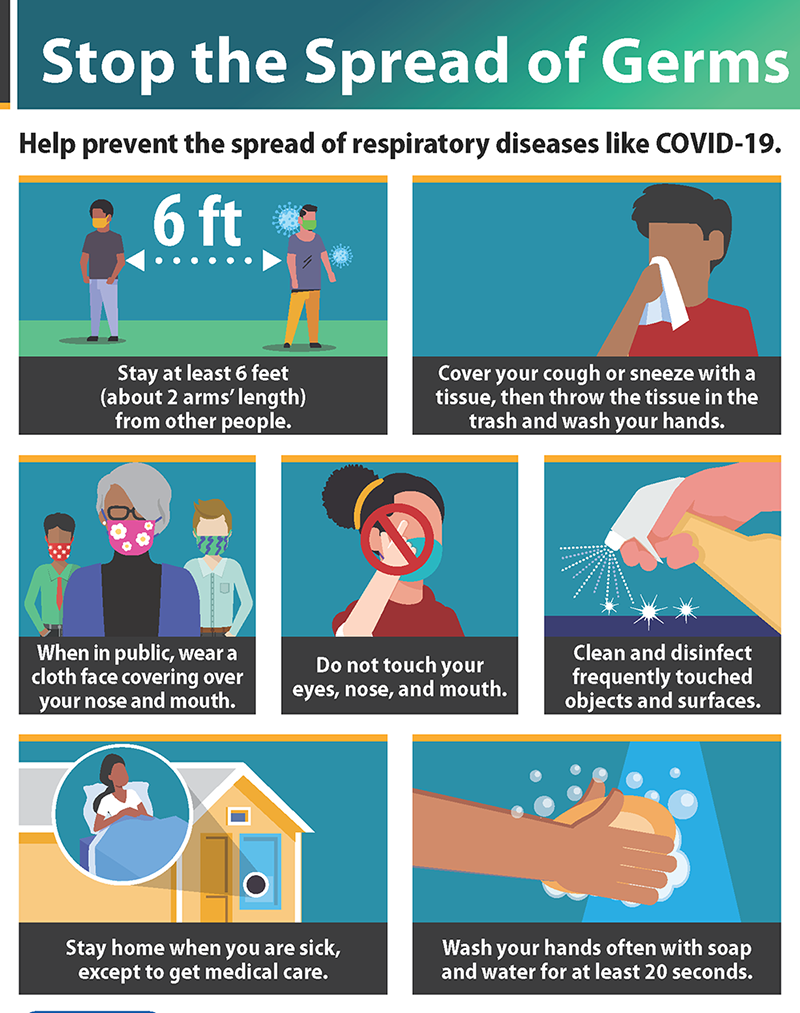 Stop the Spread of Germs
Help prevent the spread of respiratory diseases like COVID-19.
6 ft
Stay at least 6 feet
(about 2 arms’ length)
from other people.
Cover your cough or sneeze with a
tissue, then throw the tissue in the
trash and wash your hands.
When in public, wear a
cloth face covering over
your nose and mouth.
Do not touch your
eyes, nose, and mouth.
Clean and disinfect
frequently touched
objects and surfaces.
Stay home when you are sick,
except to get medical care.
Wash your hands often with soap
and water for at least 20 seconds.